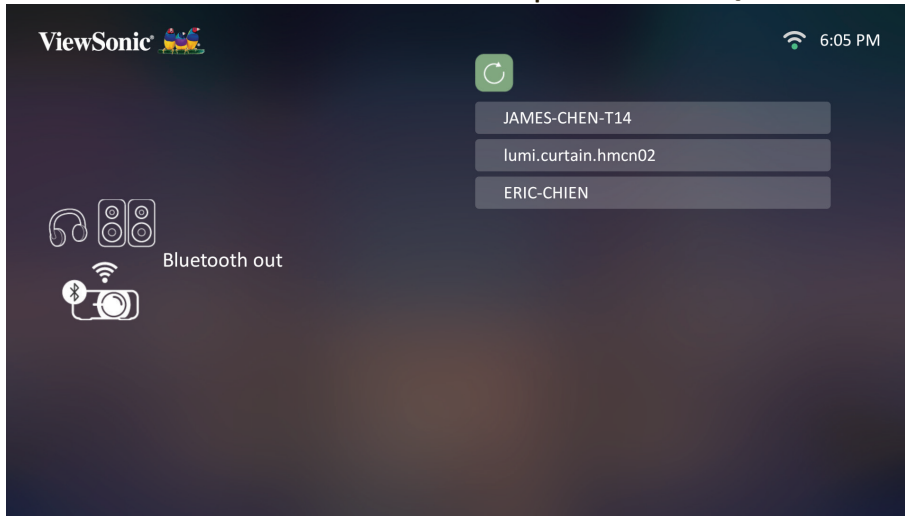 ViewSonic®
6:05 PM
JAMES-CHEN-T14
lumi.curtain.hmcn02
ERIC-CHIEN
Bluetooth out